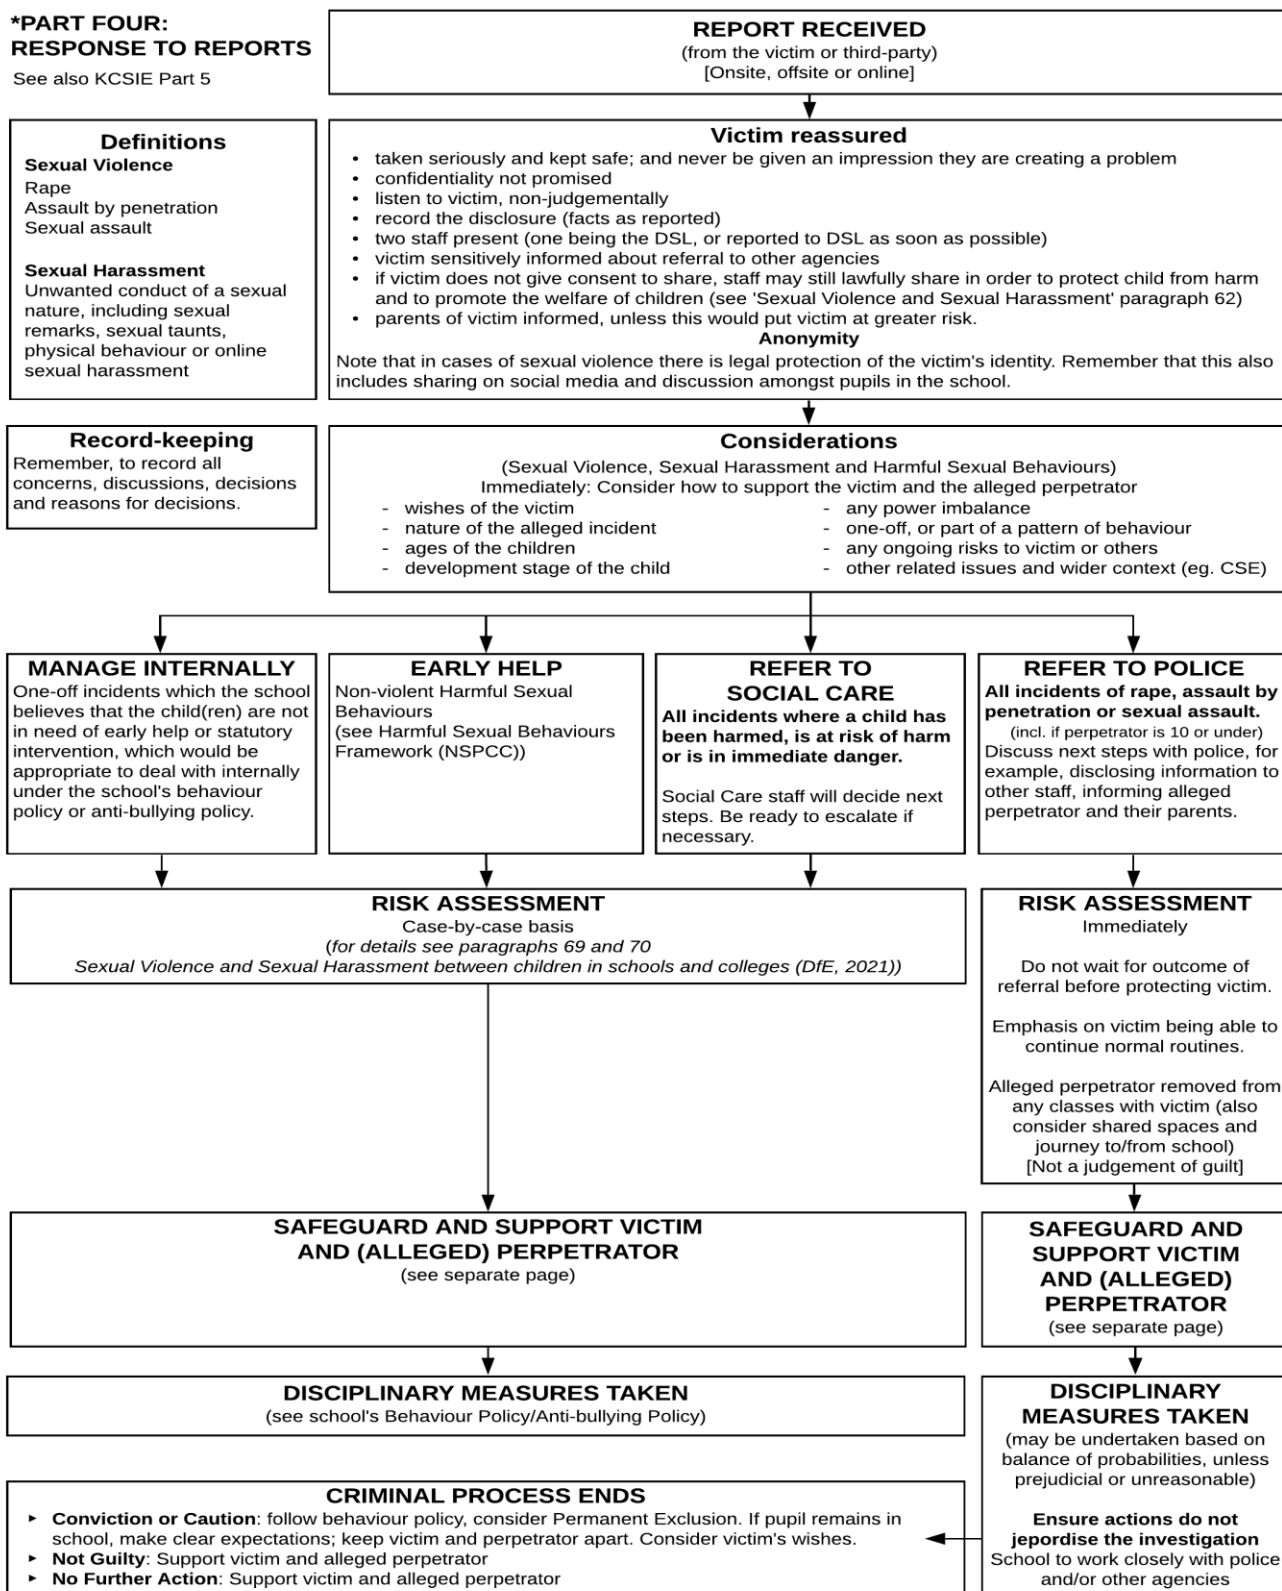 *PART FOUR:
RESPONSE TO REPORTS
See also KCSIE Part 5
REPORT RECEIVED
(from the victim or third-party)
[Onsite, offsite or online]
Definitions
Sexual Violence
Rape
Assault by penetration
Sexual assault
Sexual Harassment
Unwanted conduct of a sexual
nature, including sexual
remarks, sexual taunts,
physical behaviour or online
sexual harassment
Victim reassured
• taken seriously and kept safe; and never be given an impression they are creating a problem
• confidentiality not promised
• listen to victim, non-judgementally
• record the disclosure (facts as reported)
• two staff present (one being the DSL, or reported to DSL as soon as possible)
• victim sensitively informed about referral to other agencies
• if victim does not give consent to share, staff may still lawfully share in order to protect child from harm
and to promote the welfare of children (see 'Sexual Violence and Sexual Harassment' paragraph 62)
• parents of victim informed, unless this would put victim at greater risk.
Anonymity
Note that in cases of sexual violence there is legal protection of the victim's identity. Remember that this also
includes sharing on social media and discussion amongst pupils in the school.
Record-keeping
Remember, to record all
concerns, discussions, decisions
and reasons for decisions.
Considerations
(Sexual Violence, Sexual Harassment and Harmful Sexual Behaviours)
Immediately: Consider how to support the victim and the alleged perpetrator
- wishes of the victim
- nature of the alleged incident
- ages of the children
- development stage of the child
- any power imbalance
- one-off, or part of a pattern of behaviour
- any ongoing risks to victim or others
- other related issues and wider context (eg. CSE)
MANAGE INTERNALLY
One-off incidents which the school
believes that the child(ren) are not
in need of early help or statutory
intervention, which would be
appropriate to deal with internally
under the school's behaviour
policy or anti-bullying policy.
EARLY HELP
Non-violent Harmful Sexual
Behaviours
(see Harmful Sexual Behaviours
Framework (NSPCC))
REFER TO
SOCIAL CARE
All incidents where a child has
been harmed, is at risk of harm
or is in immediate danger.
Social Care staff will decide next
steps. Be ready to escalate if
necessary.
REFER TO POLICE
All incidents of rape, assault by
penetration or sexual assault.
(incl. if perpetrator is 10 or under)
Discuss next steps with police, for
example, disclosing information to
other staff, informing alleged
perpetrator and their parents.
RISK ASSESSMENT
Case-by-case basis
(for details see paragraphs 69 and 70
Sexual Violence and Sexual Harassment between children in schools and colleges (DfE, 2021))
RISK ASSESSMENT
Immediately
Do not wait for outcome of
referral before protecting victim.
Emphasis on victim being able to
continue normal routines.
Alleged perpetrator removed from
any classes with victim (also
consider shared spaces and
journey to/from school)
[Not a judgement of guilt]
SAFEGUARD AND SUPPORT VICTIM
AND (ALLEGED) PERPETRATOR
(see separate page)
SAFEGUARD AND
SUPPORT VICTIM
AND (ALLEGED)
PERPETRATOR
(see separate page)
DISCIPLINARY MEASURES TAKEN
(see school's Behaviour Policy/Anti-bullying Policy)
DISCIPLINARY
MEASURES TAKEN
(may be undertaken based on
balance of probabilities, unless
prejudicial or unreasonable)
Ensure actions do not
jepordise the investigation
School to work closely with police
and/or other agencies
CRIMINAL PROCESS ENDS
► Conviction or Caution: follow behaviour policy, consider Permanent Exclusion. If pupil remains in
school, make clear expectations; keep victim and perpetrator apart. Consider victim's wishes.
► Not Guilty: Support victim and alleged perpetrator
► No Further Action: Support victim and alleged perpetrator